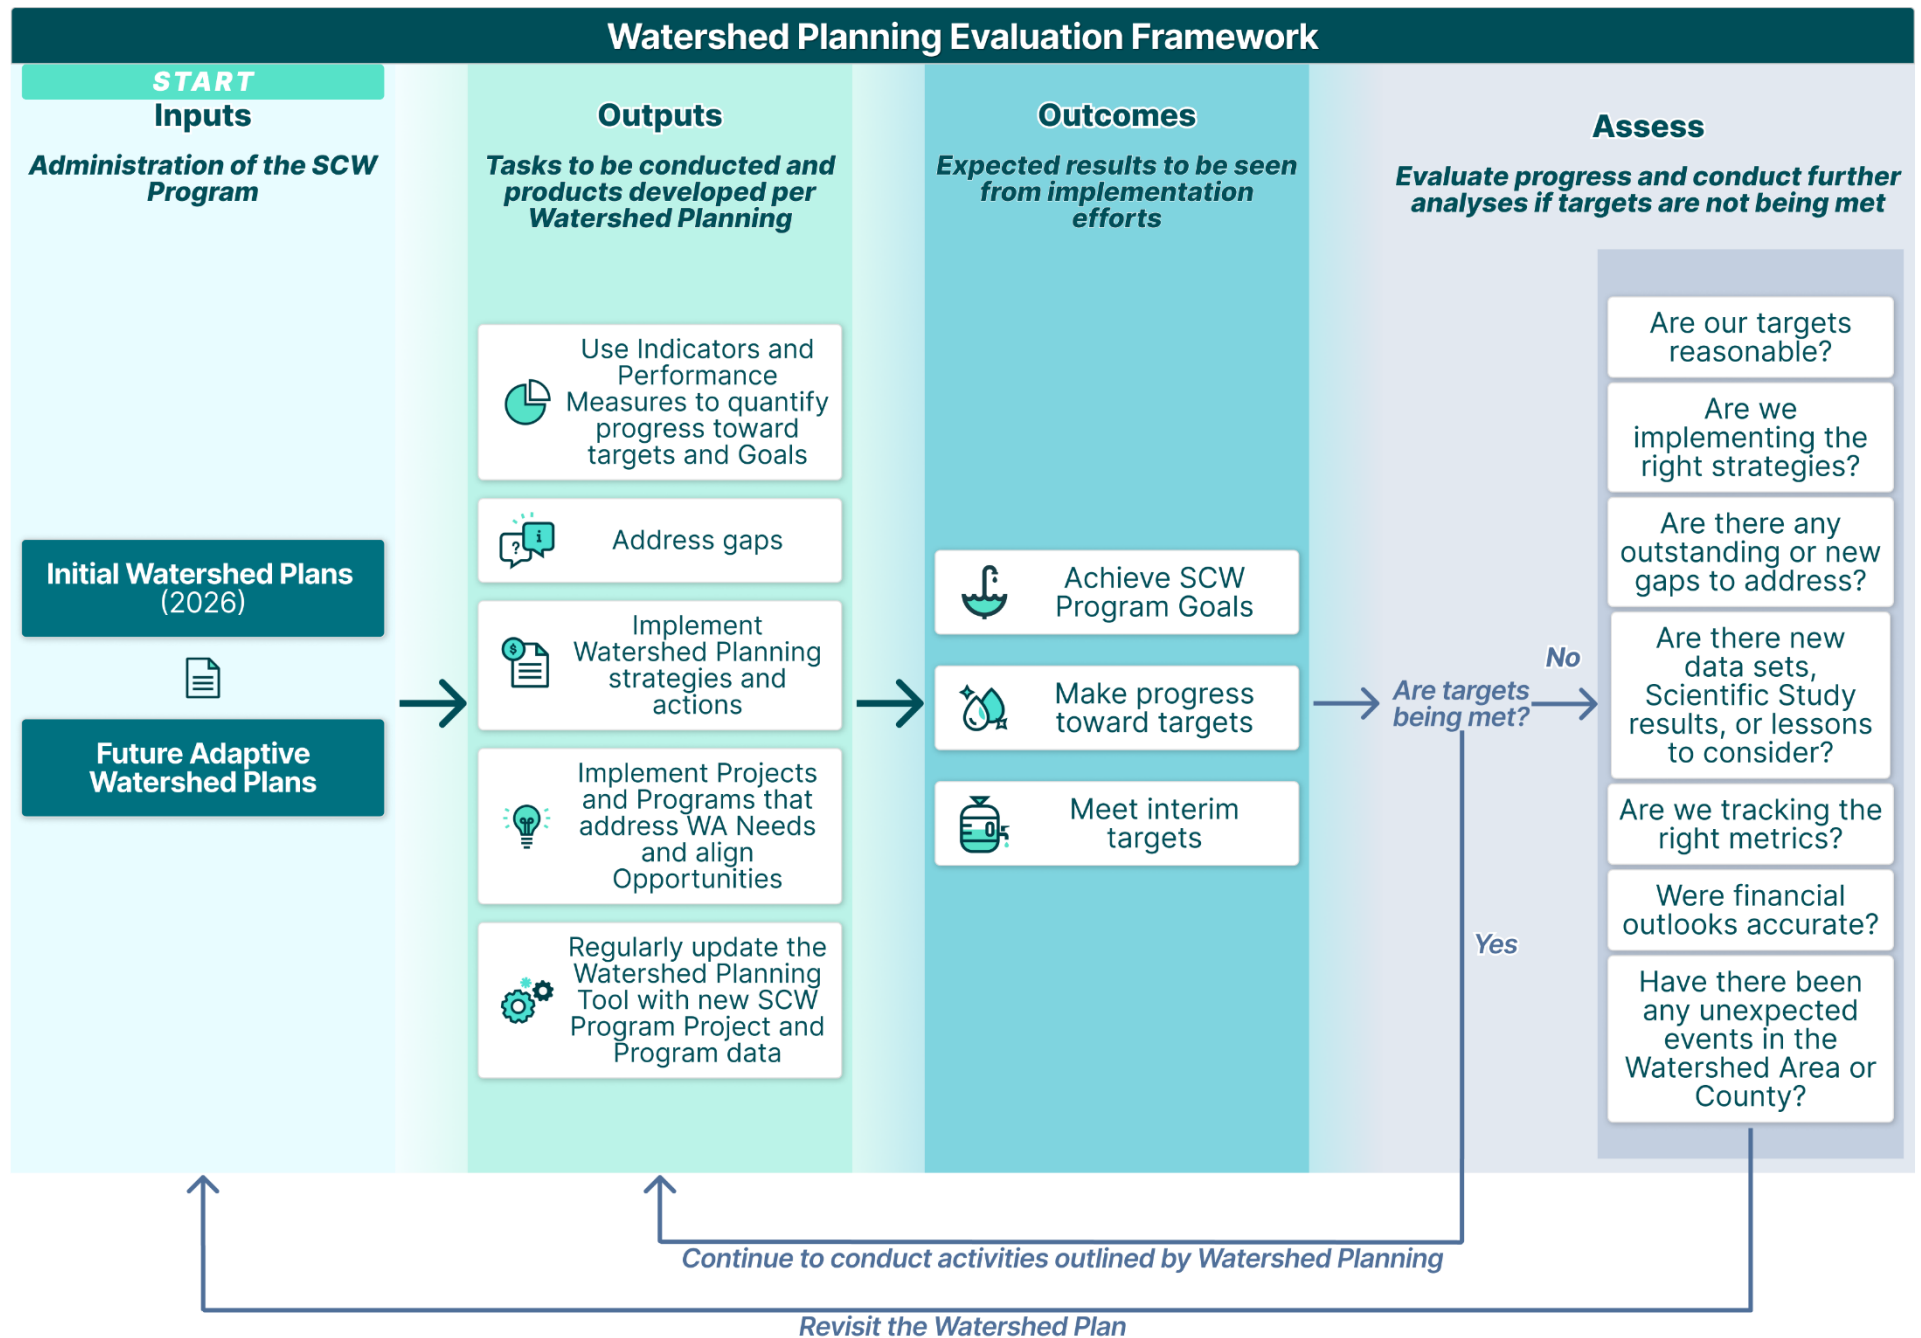 Watershed Planning Evaluation Framework
START
Inputs
Administration of the SCW
Program
Initial Watershed Plans
(2026)
Future Adaptive
Watershed Plans
Outputs
Tasks to be conducted and
products developed per
Watershed Planning
Use Indicators and
Performance
Measures to quantify
progress toward
targets and Goals
?
i
Address gaps
$
Implement
Watershed Planning
strategies and
actions
Implement Projects
and Programs that
address WA Needs
and align
Opportunities
Regularly update the
Watershed Planning
Tool with new SCW
Program Project and
Program data
Outcomes
Expected results to be seen
from implementation
efforts
Achieve SCW
Program Goals
Make progress
toward targets
Meet interim
targets
Assess
Evaluate progress and conduct further
analyses if targets are not being met
Are targets
being met?
No
Yes
Are our targets
reasonable?
Are we
implementing the
right strategies?
Are there any
outstanding or new
gaps to address?
Are there new
data sets,
Scientific Study
results, or lessons
to consider?
Are we tracking the
right metrics?
Were financial
outlooks accurate?
Have there been
any unexpected
events in the
Watershed Area or
County?
Continue to conduct activities outlined by Watershed Planning
Revisit the Watershed Plan